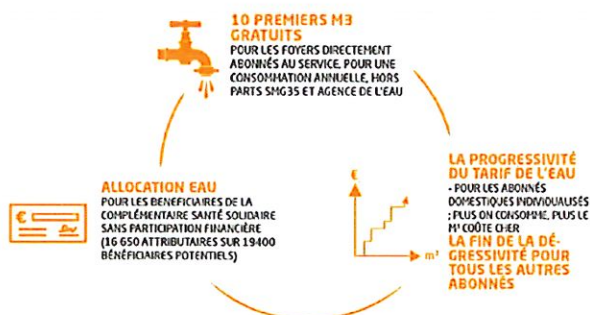 10 PREMIERS M3
GRATUITS
POUR LES FOYERS DIRECTEMENT
ABONNÉS AU SERVICE, POUR UNE
CONSOMMATION ANNUELLE, HORS
PARTS SMG35 ET AGENCE DE L'EAU
ALLOCATION EAU
POUR LES BENEFICIAIRES DE LA
COMPLÉMENTAIRE SANTÉ SOLIDAIRE
SANS PARTICIPATION FINANCIÈRE
(16 650 ATTRIBUTAIRES SUR 19400
BÉNÉFICIAIRES POTENTIELS)
€
€
m³
LA PROGRESSIVITÉ
DU TARIF DE L'EAU
- POUR LES ABONNÉS
DOMESTIQUES INDIVIDUALISÉS
; PLUS ON CONSOMME, PLUS LE
M³ COÛTE CHER
LA FIN DE LA DÉ-
GRESSIVITÉ POUR
TOUS LES AUTRES
ABONNÉS